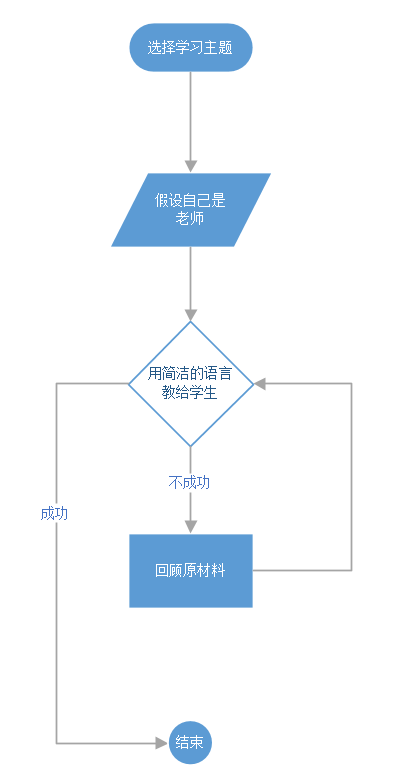 选择学习主题
假设自己是
老师
用简洁的语言
教给学生
不成功
成功
回顾原材料
结束